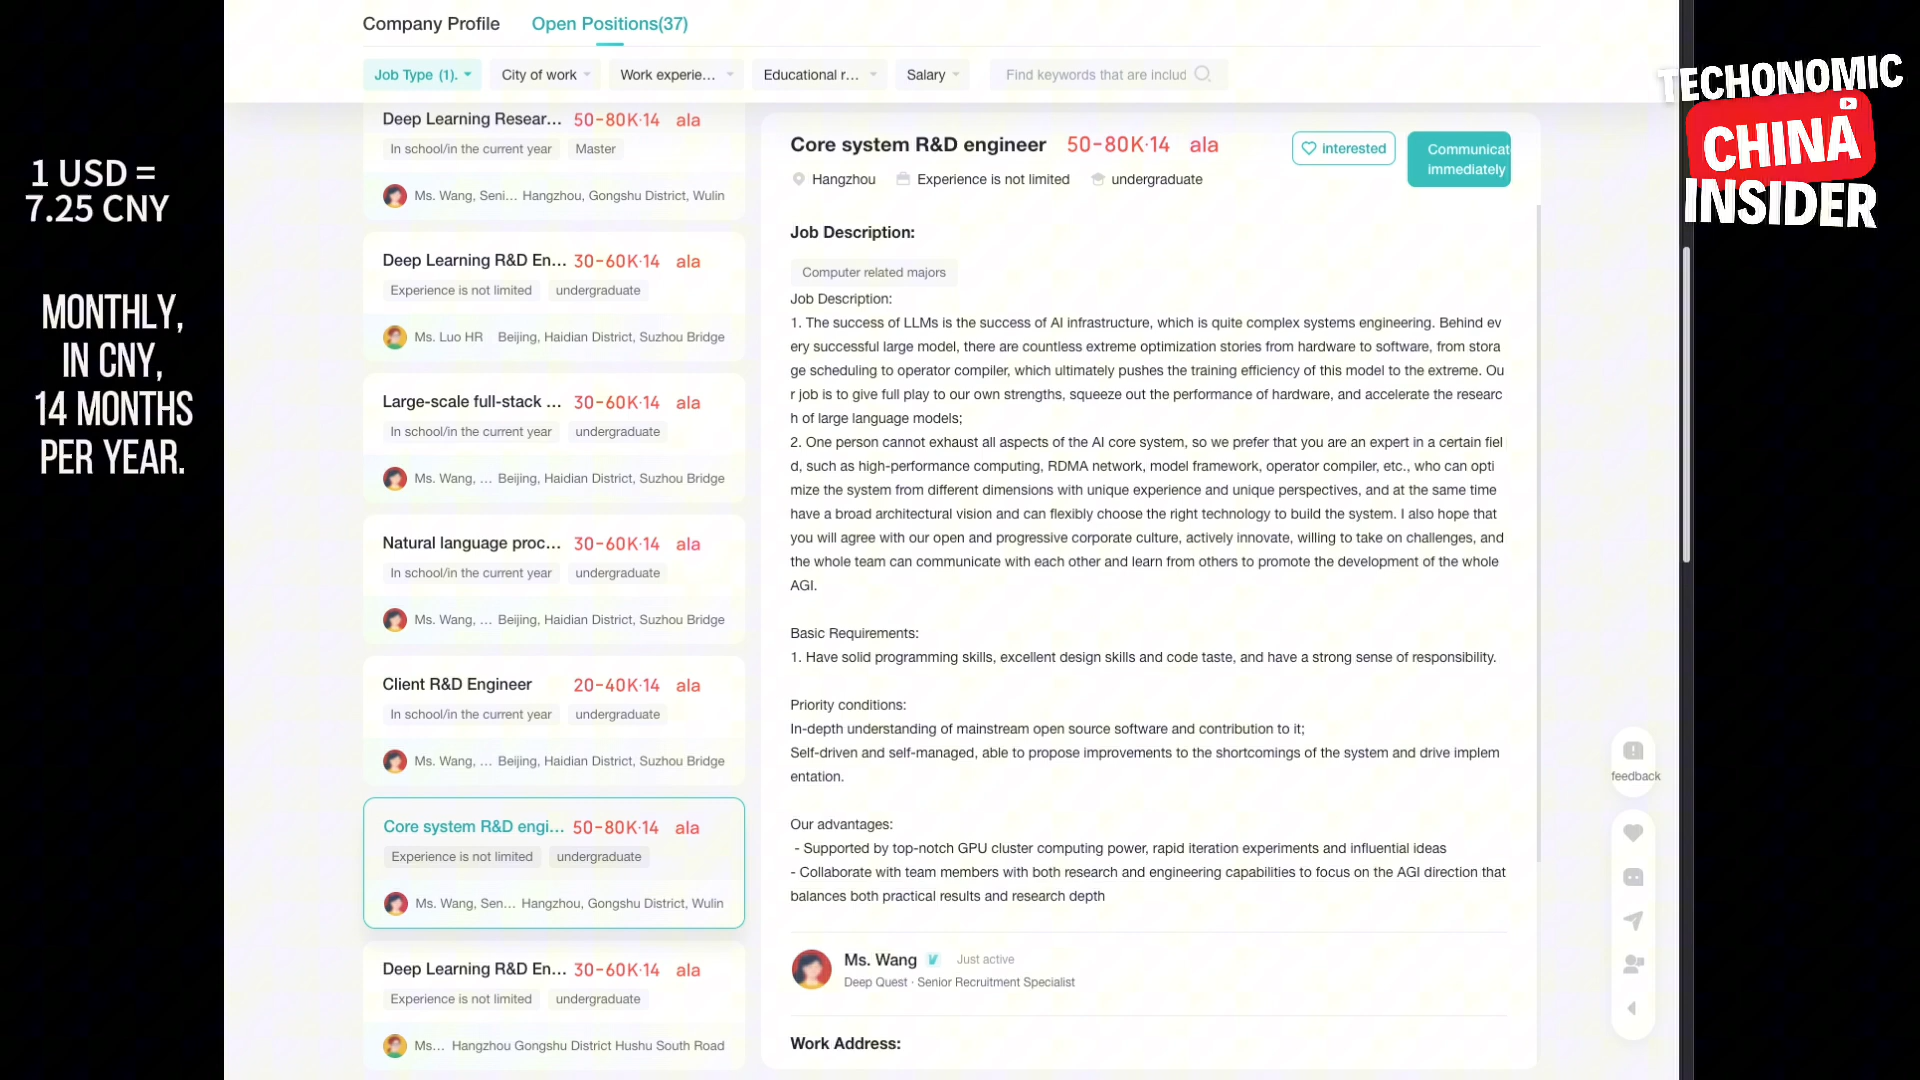 Company Profile
Open Positions(37)
Job Type (1).
City of work
Work experie...
Educational r...
Salary
Find keywords that are includ
TECHONOMIC
CHINA
INSIDER
1 USD =
7.25 CNY
MONTHLY,
IN CNY,
14 MONTHS
PER YEAR.
Deep Learning Resear... 50-80K·14 ala
In school/in the current year Master
Ms. Wang, Seni... Hangzhou, Gongshu District, Wulin
Deep Learning R&D En... 30-60K·14 ala
Experience is not limited undergraduate
Ms. Luo HR Beijing, Haidian District, Suzhou Bridge
Large-scale full-stack ... 30-60K·14 ala
In school/in the current year undergraduate
Ms. Wang, ... Beijing, Haidian District, Suzhou Bridge
Natural language proc... 30-60K·14 ala
In school/in the current year undergraduate
Ms. Wang, ... Beijing, Haidian District, Suzhou Bridge
Client R&D Engineer 20-40K·14 ala
In school/in the current year undergraduate
Ms. Wang, ... Beijing, Haidian District, Suzhou Bridge
Core system R&D engi... 50-80K·14 ala
Experience is not limited undergraduate
Ms. Wang, Sen... Hangzhou, Gongshu District, Wulin
Deep Learning R&D En... 30-60K·14 ala
Experience is not limited undergraduate
Ms... Hangzhou Gongshu District Hushu South Road
Core system R&D engineer 50-80K·14 ala
interested
Communicat
immediately
Hangzhou Experience is not limited undergraduate
Job Description:
Computer related majors
Job Description:
1. The success of LLMs is the success of AI infrastructure, which is quite complex systems engineering. Behind ev
ery successful large model, there are countless extreme optimization stories from hardware to software, from stora
ge scheduling to operator compiler, which ultimately pushes the training efficiency of this model to the extreme. Ou
r job is to give full play to our own strengths, squeeze out the performance of hardware, and accelerate the researc
h of large language models;
2. One person cannot exhaust all aspects of the AI core system, so we prefer that you are an expert in a certain fiel
d, such as high-performance computing, RDMA network, model framework, operator compiler, etc., who can opti
mize the system from different dimensions with unique experience and unique perspectives, and at the same time
have a broad architectural vision and can flexibly choose the right technology to build the system. I also hope that
you will agree with our open and progressive corporate culture, actively innovate, willing to take on challenges, and
the whole team can communicate with each other and learn from others to promote the development of the whole
AGI.
Basic Requirements:
1. Have solid programming skills, excellent design skills and code taste, and have a strong sense of responsibility.
Priority conditions:
In-depth understanding of mainstream open source software and contribution to it;
Self-driven and self-managed, able to propose improvements to the shortcomings of the system and drive implem
entation.
Our advantages:
- Supported by top-notch GPU cluster computing power, rapid iteration experiments and influential ideas
- Collaborate with team members with both research and engineering capabilities to focus on the AGI direction that
balances both practical results and research depth
Ms. Wang Just active
Deep Quest · Senior Recruitment Specialist
Work Address:
feedback